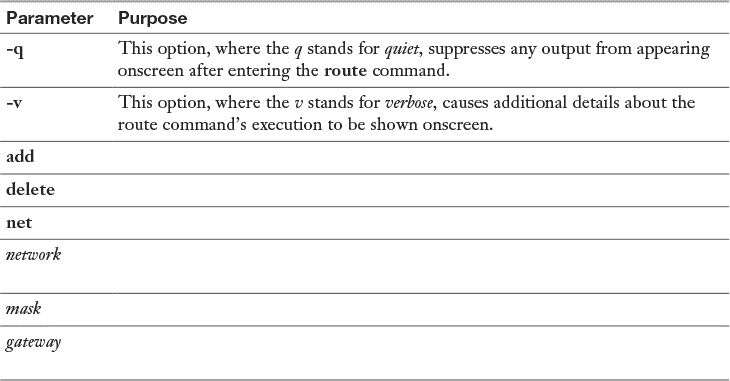 Parameter Purpose
-q This option, where the q stands for quiet, suppresses any output from appearing
onscreen after entering the route command.
-v This option, where the v stands for verbose, causes additional details about the
route command’s execution to be shown onscreen.
add
delete
net
network
mask
gateway